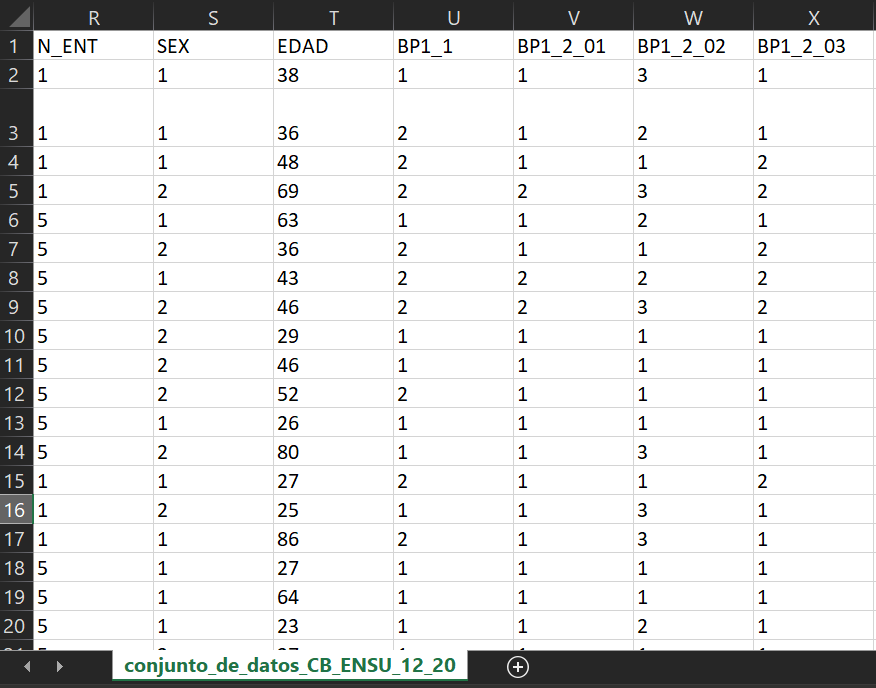 R S T U V W X
1 N_ENT SEX EDAD BP1_1 BP1_2_01 BP1_2_02 BP1_2_03
2 1 1 38 1 1 3 1
3 1 1 36 2 1 2 1
4 1 1 48 2 1 1 2
5 1 2 69 2 2 3 2
6 5 1 63 1 1 2 1
7 5 2 36 2 1 1 2
8 5 1 43 2 2 2 2
9 5 2 46 2 2 3 2
10 5 2 29 1 1 1 1
11 5 2 46 1 1 1 1
12 5 2 52 2 1 1 1
13 5 1 26 1 1 1 1
14 5 2 80 1 1 3 1
15 1 1 27 2 1 1 2
16 1 2 25 1 1 3 1
17 1 1 86 2 1 3 1
18 5 1 27 1 1 1 1
19 5 1 64 1 1 1 1
20 5 1 23 1 1 2 1
conjunto_de_datos_CB_ENSU_12_20